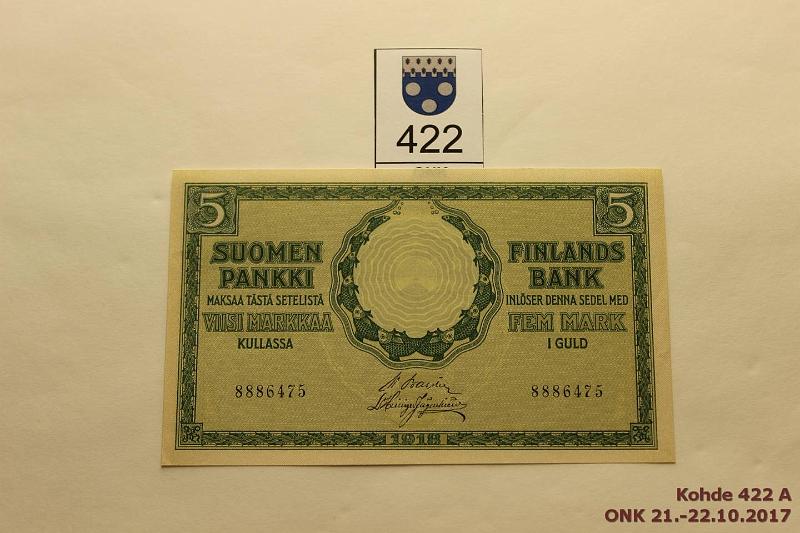 422
5
5
SUOMEN
PANKKI
MAKSAA TÄSTÄ SETELISTÄ
VIISI MARKKAA
KULLASSA
FINLANDS
BANK
INLÖSER DENNA SEDEL MED
FEM MARK
I GULD
8886475
8886475
1918
Kohde 422 A
ONK 21.-22.10.2017